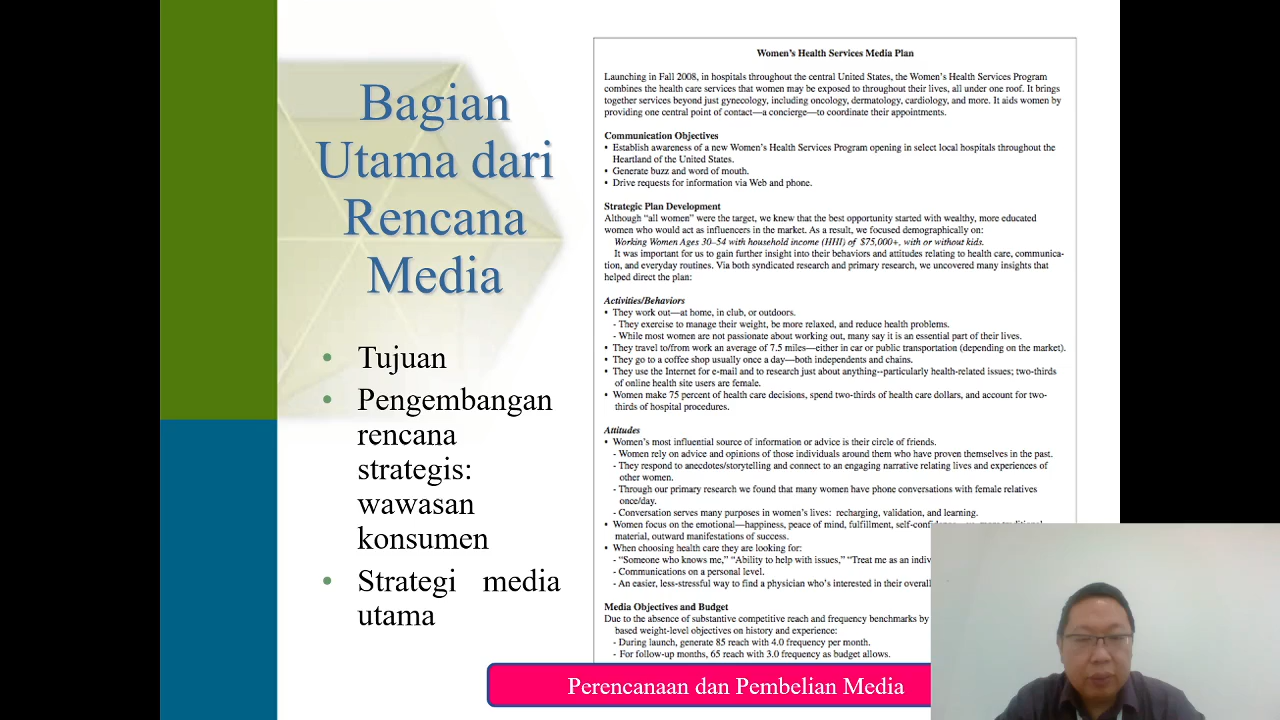 Bagian
Utama dari
Rencana
Media
• Tujuan
• Pengembangan
rencana
strategis:
wawasan
konsumen
• Strategi media
utama
Women's Health Services Media Plan
Launching in Fall 2008, in hospitals throughout the central United States, the Women's Health Services Program
combines the health care services that women may be exposed to throughout their lives, all under one roof. It brings
together services beyond just gynecology, including oncology, dermatology, cardiology, and more. It aids women by
providing one central point of contact—a concierge—to coordinate their appointments.
Communication Objectives
• Establish awareness of a new Women's Health Services Program opening in select local hospitals throughout the
Heartland of the United States.
• Generate buzz and word of mouth.
• Drive requests for information via Web and phone.
Strategic Plan Development
Although "all women" were the target, we knew that the best opportunity started with wealthy, more educated
women who would act as influencers in the market. As a result, we focused demographically on:
Working Women Ages 30–54 with household income (HHI) of $75,000+, with or without kids.
It was important for us to gain further insight into their behaviors and attitudes relating to health care, communica-
tion, and everyday routines. Via both syndicated research and primary research, we uncovered many insights that
helped direct the plan:
Activities/Behaviors
• They work out—at home, in club, or outdoors.
- They exercise to manage their weight, be more relaxed, and reduce health problems.
- While most women are not passionate about working out, many say it is an essential part of their lives.
• They travel to/from work an average of 7.5 miles—either in car or public transportation (depending on the market).
• They go to a coffee shop usually once a day—both independents and chains.
• They use the Internet for e-mail and to research just about anything--particularly health-related issues; two-thirds
of online health site users are female.
• Women make 75 percent of health care decisions, spend two-thirds of health care dollars, and account for two-
thirds of hospital procedures.
Attitudes
• Women's most influential source of information or advice is their circle of friends.
- Women rely on advice and opinions of those individuals around them who have proven themselves in the past.
- They respond to anecdotes/storytelling and connect to an engaging narrative relating lives and experiences of
other women.
- Through our primary research we found that many women have phone conversations with female relatives
once/day.
- Conversation serves many purposes in women's lives: recharging, validation, and learning.
• Women focus on the emotional—happiness, peace of mind, fulfillment,
material, outward manifestations of success.
• When choosing health care they are looking for:
- "Someone who knows me," "Ability to help with issues," "Treat me as an
- Communications on a personal level.
- An easier, less-stressful way to find a physician who's interested in their
Media Objectives and Budget
Due to the absence of substantive competitive reach and frequency benchmarks by
based weight-level objectives on history and experience:
- During launch, generate 85 reach with 4.0 frequency per month.
- For follow-up months, 65 reach with 3.0 frequency as budget allows.
Perencanaan dan Pembelian Media